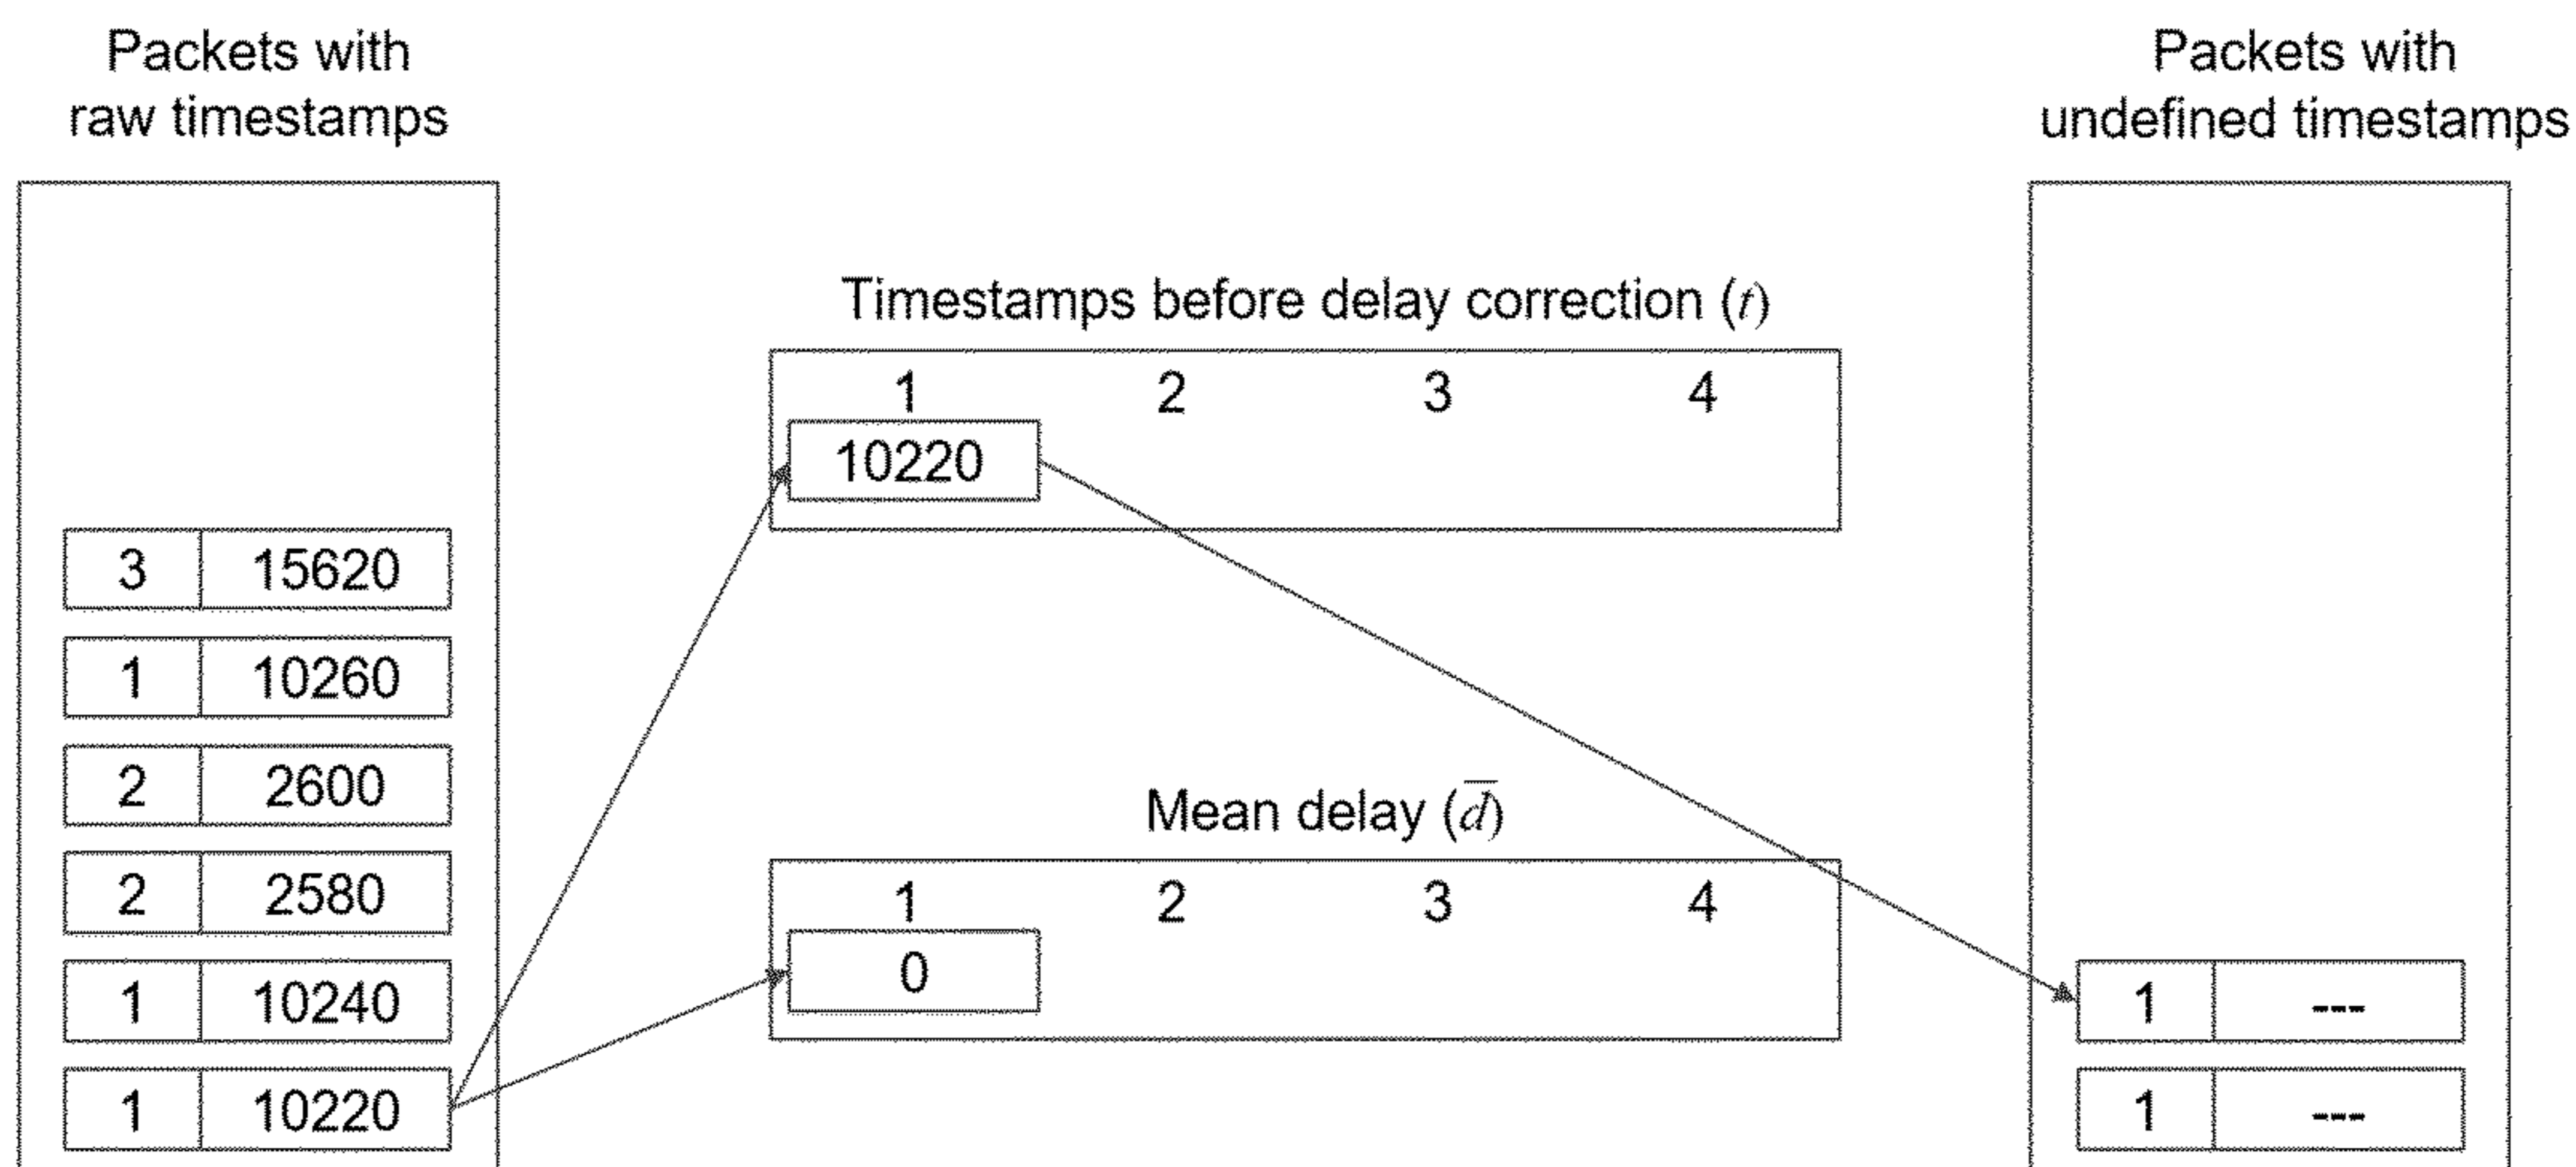 Packets with
raw timestamps
3 15620
1 10260
2 2600
2 2580
1 10240
1 10220
Timestamps before delay correction (t)
1 2 3 4
10220
Mean delay (d̅)
1 2 3 4
0
Packets with
undefined timestamps
1 ---
1 ---